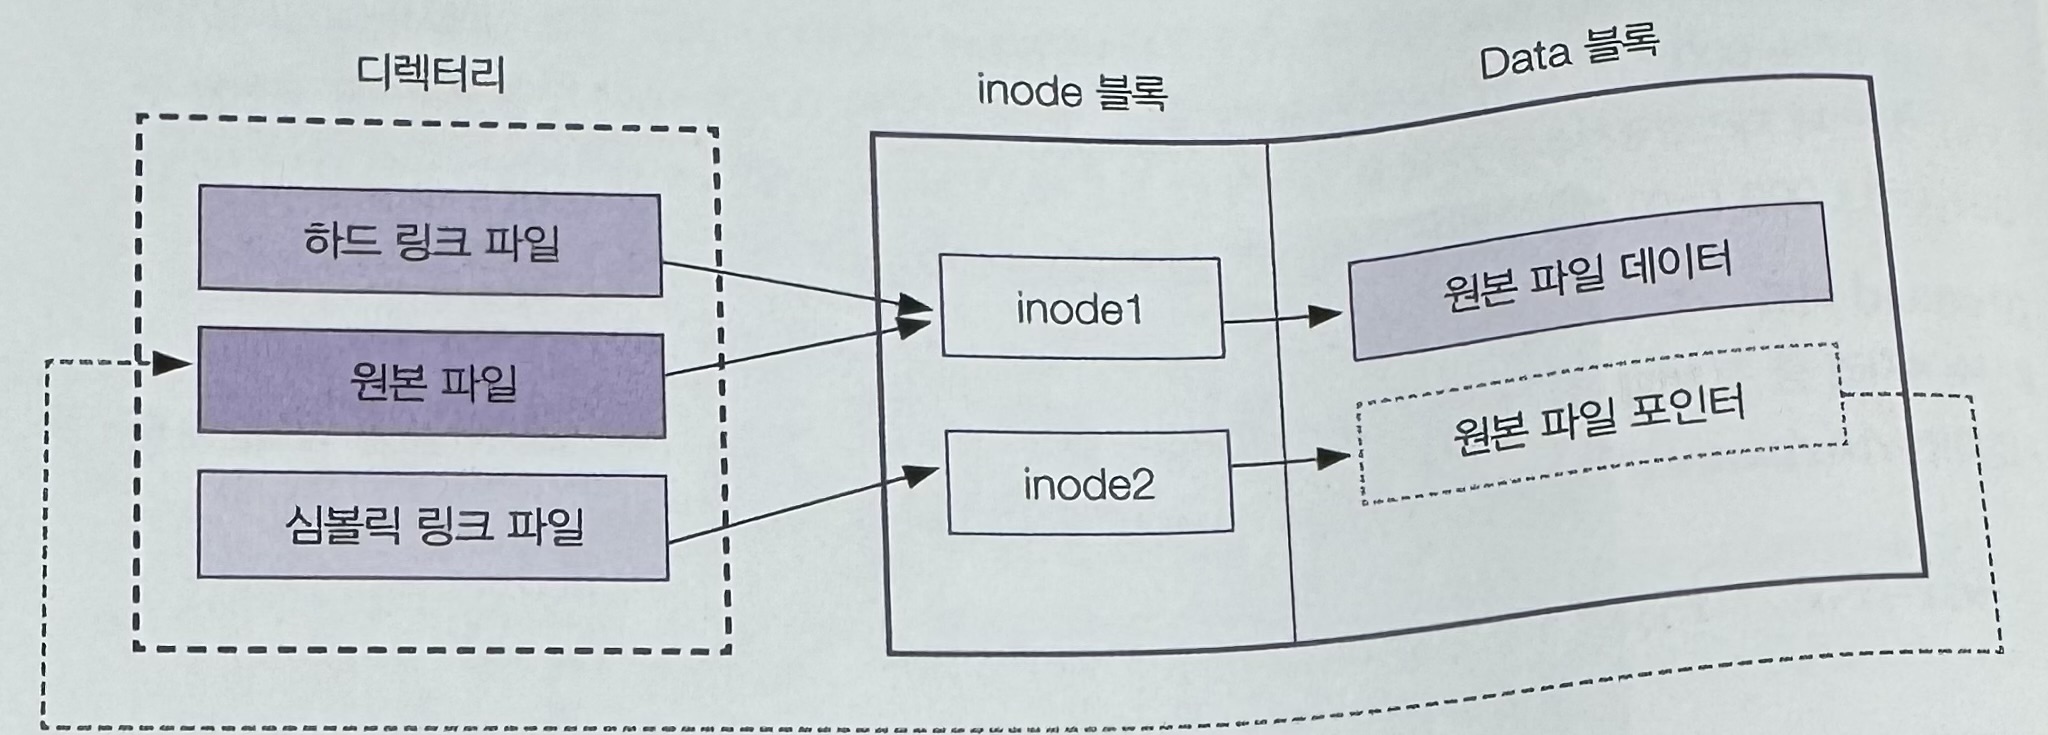 디렉터리
inode 블록
Data 블록
하드 링크 파일
원본 파일
심볼릭 링크 파일
inode1
inode2
원본 파일 데이터
원본 파일 포인터